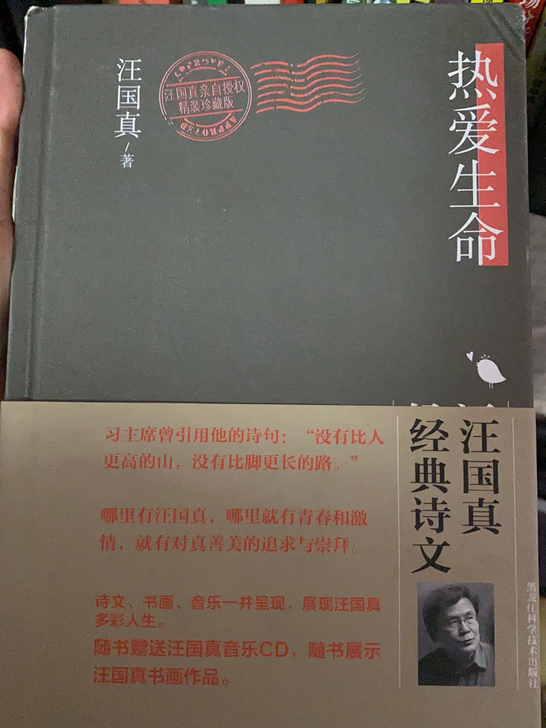 热爱生命
汪国真/著
汪国真亲自授权
精装珍藏版
APPROVED
汪国真
经典诗文
习主席曾引用他的诗句：“没有比人
更高的山，没有比脚更长的路。”
哪里有汪国真，哪里就有青春和激
情，就有对真善美的追求与崇拜。
诗文、书画、音乐一并呈现，展现汪国真
多彩人生。
随书赠送汪国真音乐CD，随书展示
汪国真书画作品。
黑龙江科学技术出版社